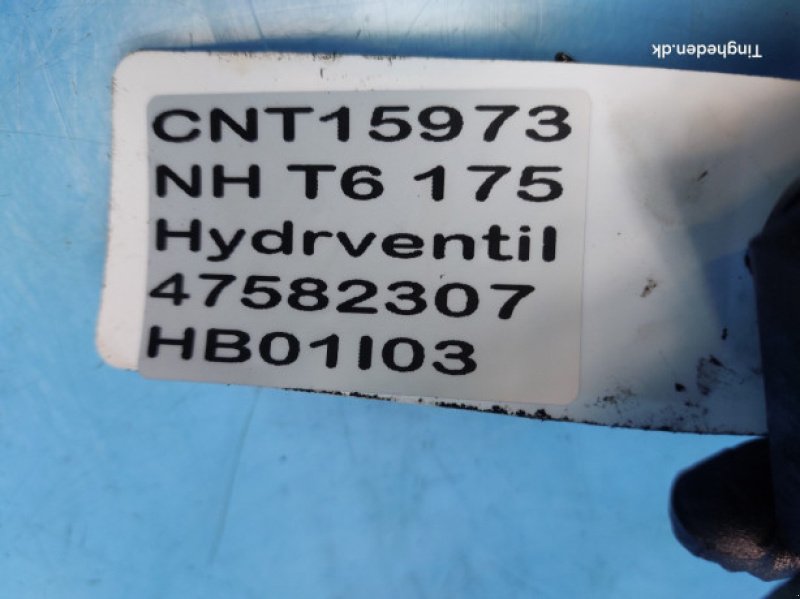 CNT15973
NH T6 175
Hydrventil
47582307
HB01I03
Tingheden.dk